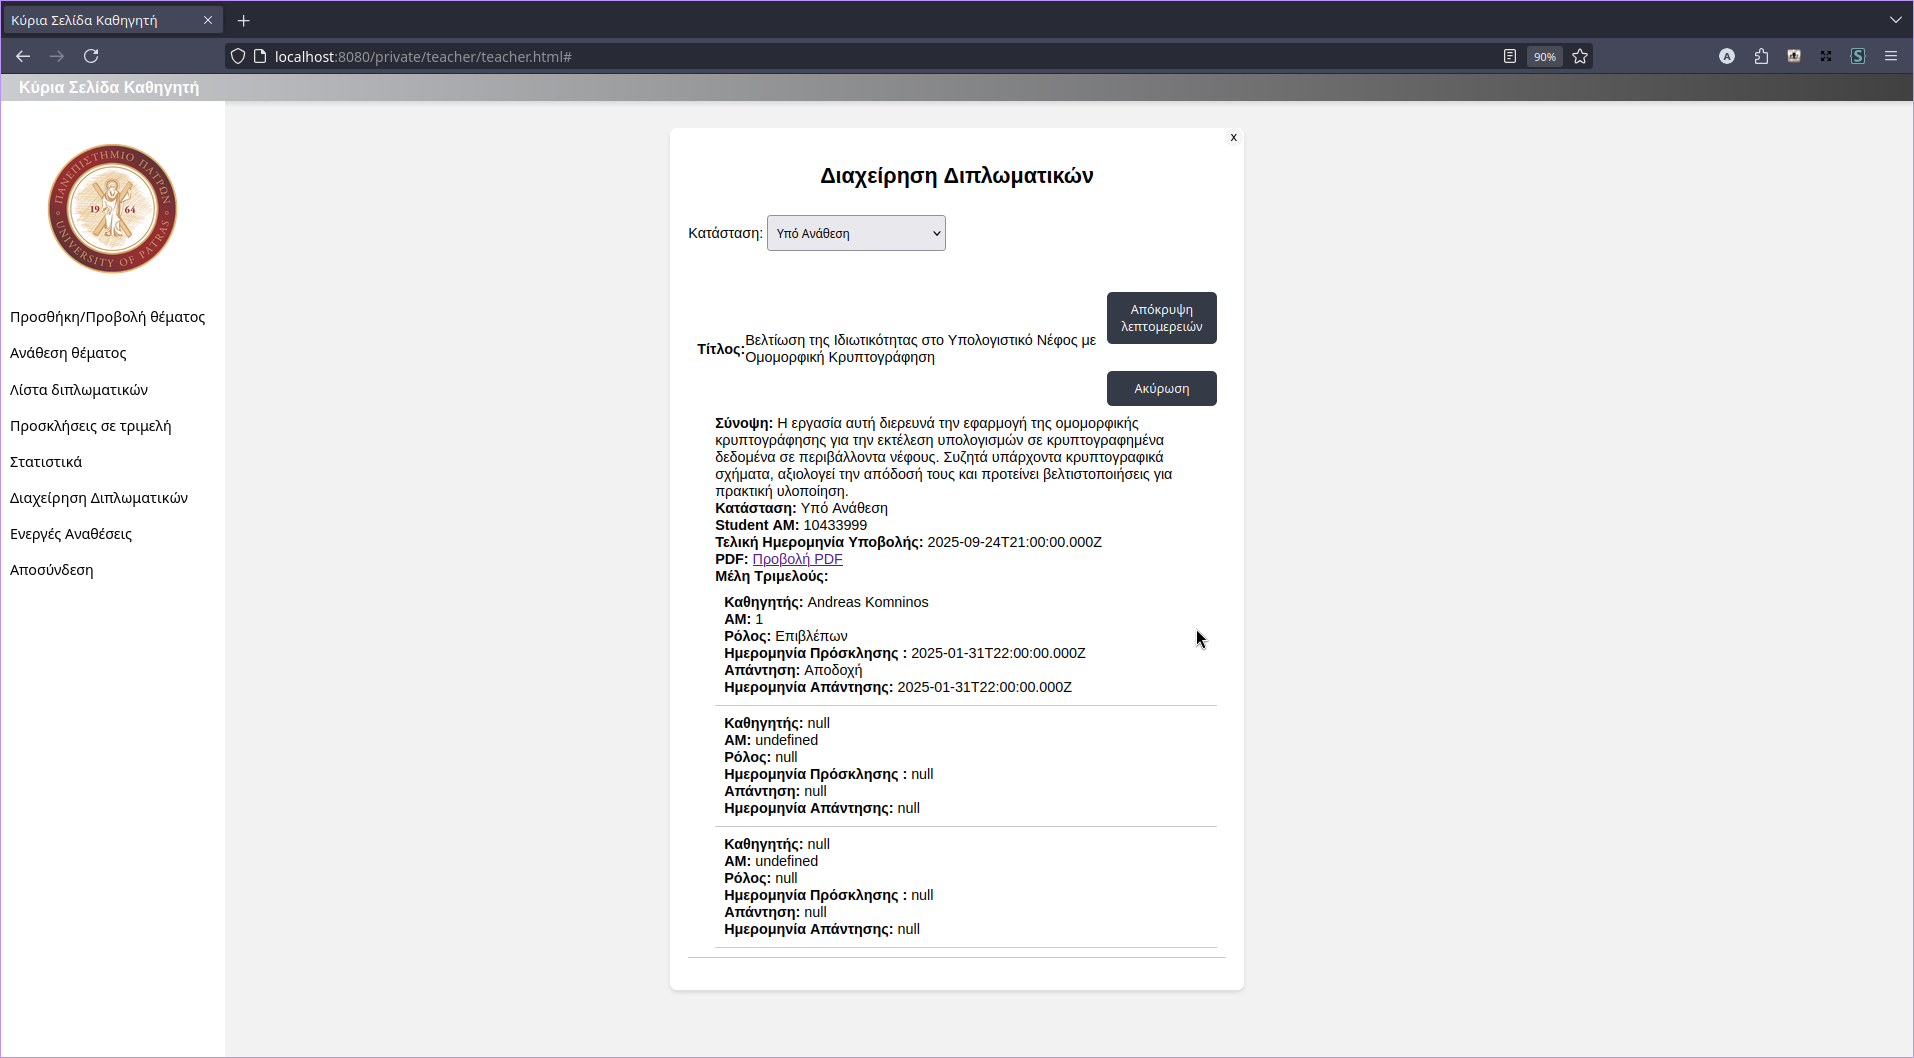 Κύρια Σελίδα Καθηγητή
localhost:8080/private/teacher/teacher.html#
90%
A
S
Κύρια Σελίδα Καθηγητή
ΠΑΝΕΠΙΣΤΗΜΙΟ ΠΑΤΡΩΝ
19 64
UNIVERSITY OF PATRAS
Προσθήκη/Προβολή θέματος
Ανάθεση θέματος
Λίστα διπλωματικών
Προσκλήσεις σε τριμελή
Στατιστικά
Διαχείρηση Διπλωματικών
Ενεργές Αναθέσεις
Αποσύνδεση
x
Διαχείρηση Διπλωματικών
Κατάσταση: Υπό Ανάθεση
Απόκρυψη
λεπτομερειών
Τίτλος: Βελτίωση της Ιδιωτικότητας στο Υπολογιστικό Νέφος με
Ομομορφική Κρυπτογράφηση
Ακύρωση
Σύνοψη: Η εργασία αυτή διερευνά την εφαρμογή της ομομορφικής
κρυπτογράφησης για την εκτέλεση υπολογισμών σε κρυπτογραφημένα
δεδομένα σε περιβάλλοντα νέφους. Συζητά υπάρχοντα κρυπτογραφικά
σχήματα, αξιολογεί την απόδοσή τους και προτείνει βελτιστοποιήσεις για
πρακτική υλοποίηση.
Κατάσταση: Υπό Ανάθεση
Student AM: 10433999
Τελική Ημερομηνία Υποβολής: 2025-09-24T21:00:00.000Z
PDF: Προβολή PDF
Μέλη Τριμελούς:
Καθηγητής: Andreas Komninos
ΑΜ: 1
Ρόλος: Επιβλέπων
Ημερομηνία Πρόσκλησης : 2025-01-31T22:00:00.000Z
Απάντηση: Αποδοχή
Ημερομηνία Απάντησης: 2025-01-31T22:00:00.000Z
Καθηγητής: null
ΑΜ: undefined
Ρόλος: null
Ημερομηνία Πρόσκλησης : null
Απάντηση: null
Ημερομηνία Απάντησης: null
Καθηγητής: null
ΑΜ: undefined
Ρόλος: null
Ημερομηνία Πρόσκλησης : null
Απάντηση: null
Ημερομηνία Απάντησης: null